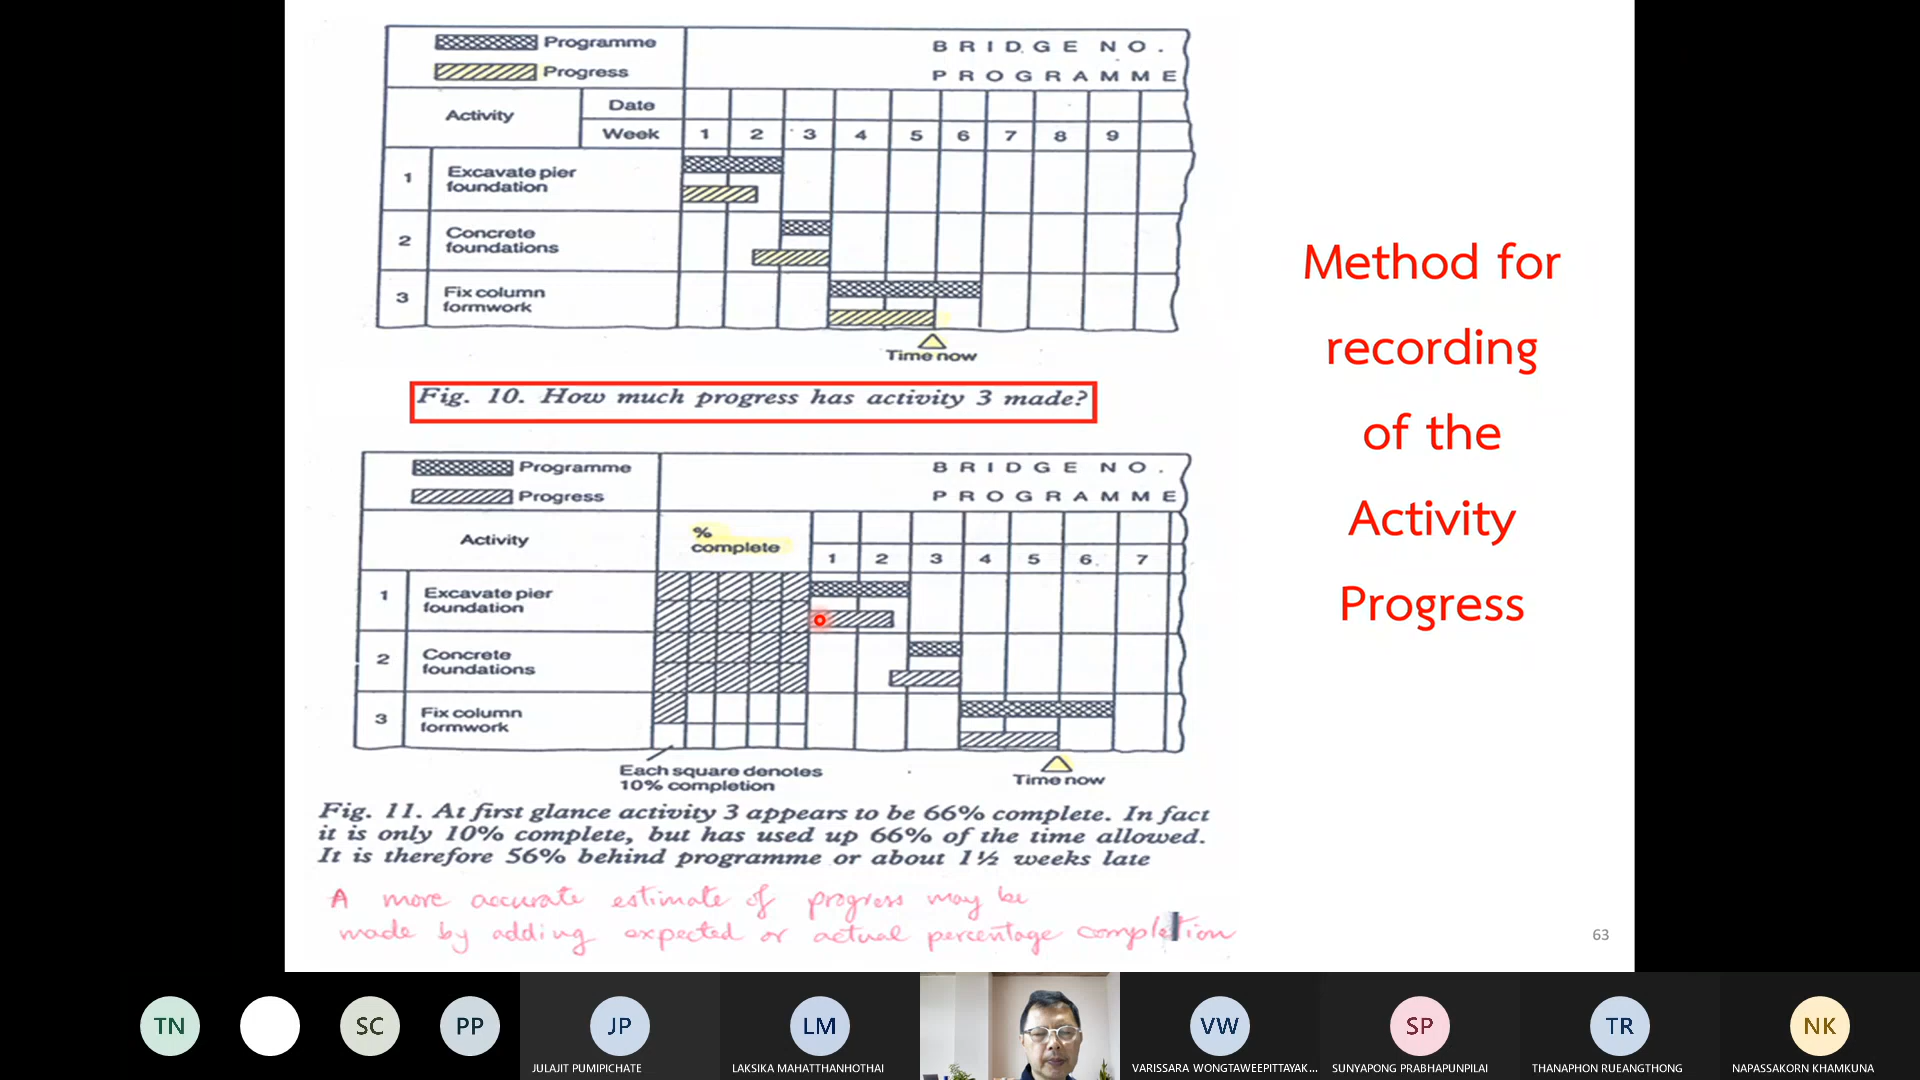 Programme
Progress
BRIDGE NO.
PROGRAMME
Activity
Date
Week
1 2 3 4 5 6 7 8 9
1
Excavate pier
foundation
2
Concrete
foundations
3
Fix column
formwork
Time now
Fig. 10. How much progress has activity 3 made?
Programme
Progress
BRIDGE NO.
PROGRAMME
Activity
%
complete
1 2 3 4 5 6 7
1
Excavate pier
foundation
2
Concrete
foundations
3
Fix column
formwork
Each square denotes
10% completion
Time now
Fig. 11. At first glance activity 3 appears to be 66% complete. In fact
it is only 10% complete, but has used up 66% of the time allowed.
It is therefore 56% behind programme or about 1½ weeks late
A more accurate estimate of progress may be
made by adding expected or actual percentage completion
Method for
recording
of the
Activity
Progress
63
TN
SC
PP
JP
JULAJIT PUMIPICHATE
LM
LAKSIKA MAHATTHANHOTHAI
VW
VARISSARA WONGTAWEEPITTAYAK...
SP
SUNYAPONG PRABHAPUNPILAI
TR
THANAPHON RUEANGTHONG
NK
NAPASSAKORN KHAMKUNA